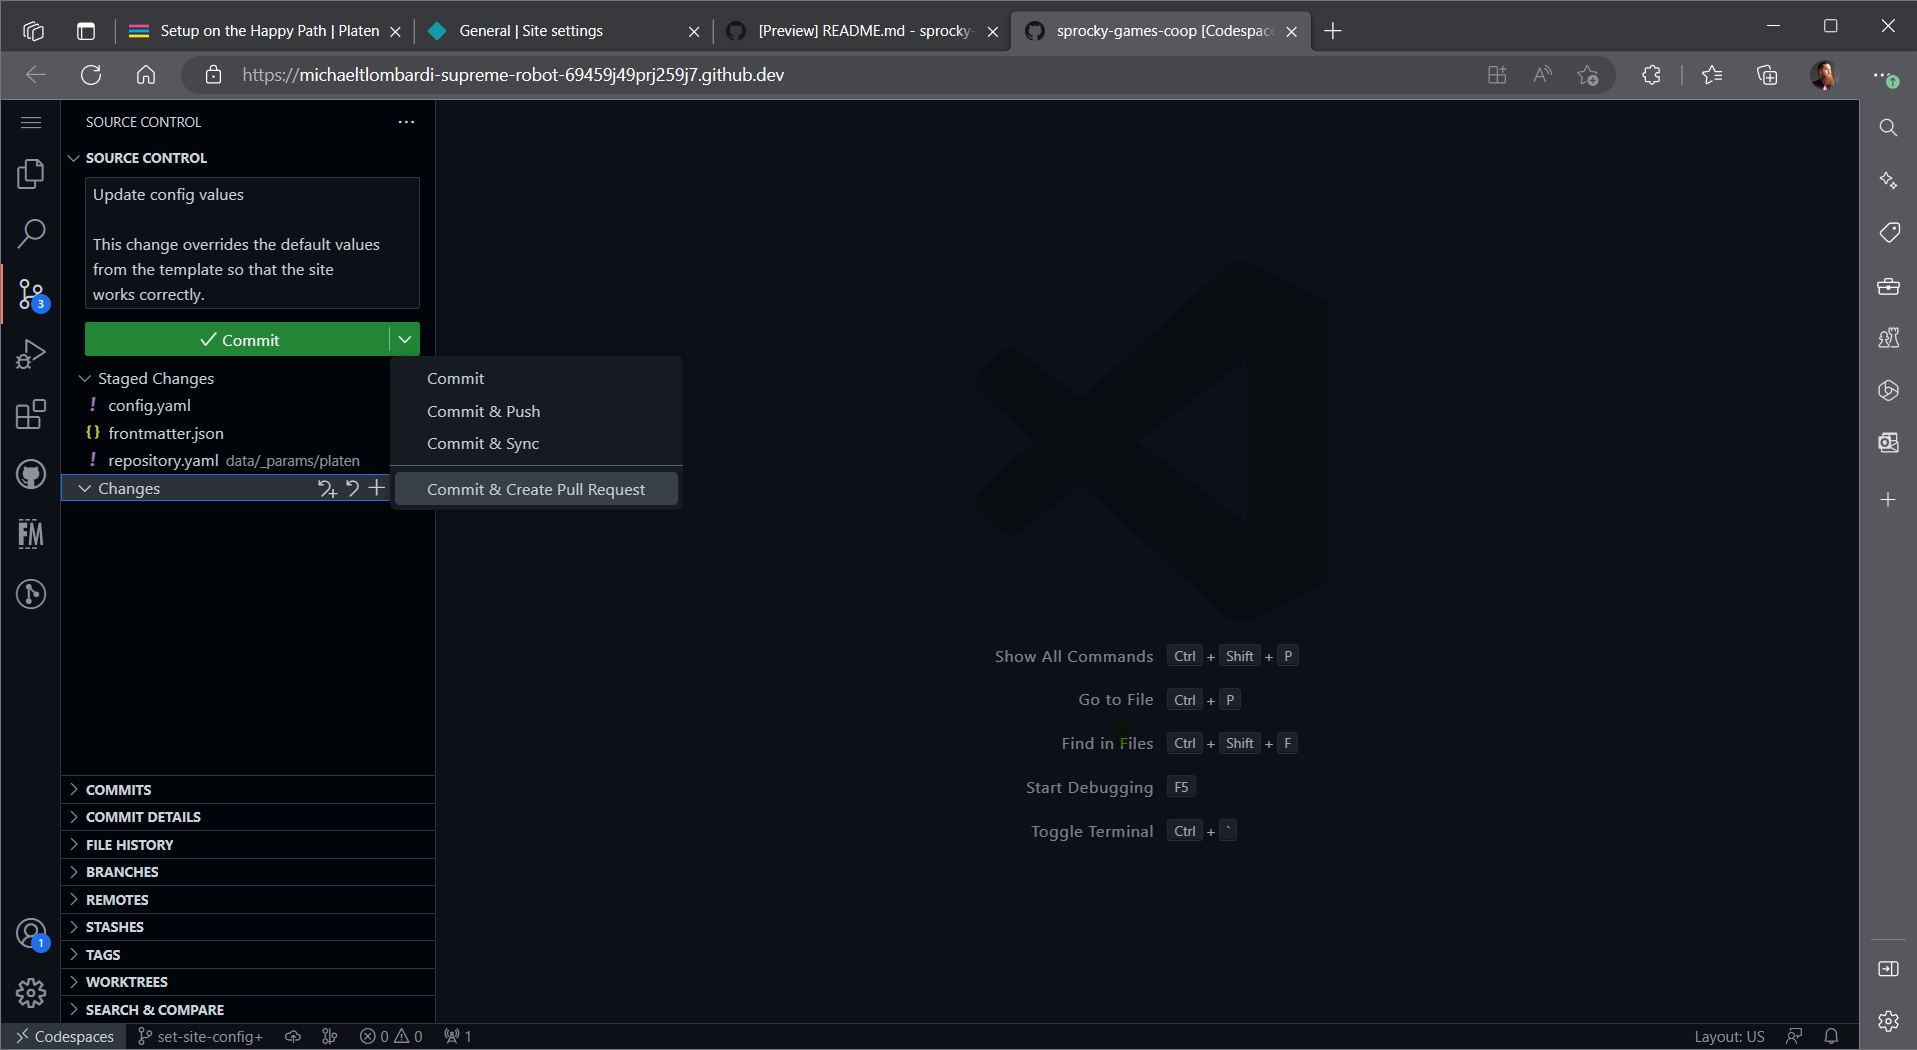 Setup on the Happy Path | Platen
General | Site settings
[Preview] README.md - sprocky-
sprocky-games-coop [Codespac
https://michaeltlombardi-supreme-robot-69459j49prj259j7.github.dev
SOURCE CONTROL
SOURCE CONTROL
Update config values
This change overrides the default values
from the template so that the site
works correctly.
Commit
Commit
Commit & Push
Commit & Sync
Commit & Create Pull Request
Staged Changes
! config.yaml
{} frontmatter.json
! repository.yaml data/_params/platen
Changes
3
FM
1
COMMITS
COMMIT DETAILS
FILE HISTORY
BRANCHES
REMOTES
STASHES
TAGS
WORKTREES
SEARCH & COMPARE
Show All Commands Ctrl + Shift + P
Go to File Ctrl + P
Find in Files Ctrl + Shift + F
Start Debugging F5
Toggle Terminal Ctrl + `
Codespaces set-site-config+ 0 0 1
Layout: US